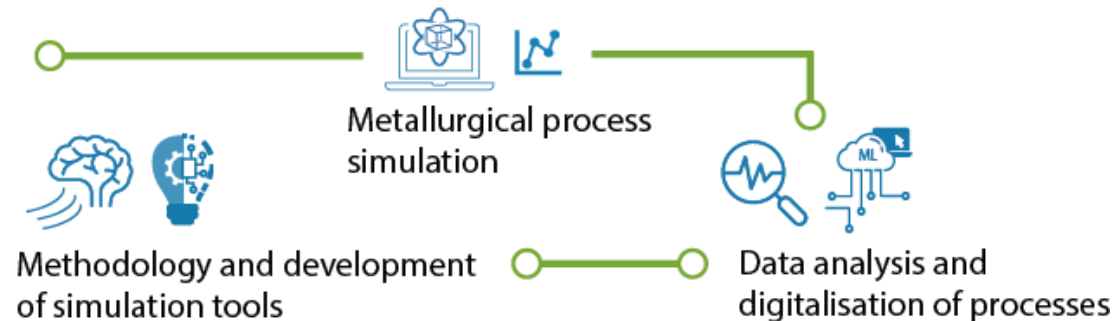 Metallurgical process
simulation
ML
Methodology and development
of simulation tools
Data analysis and
digitalisation of processes